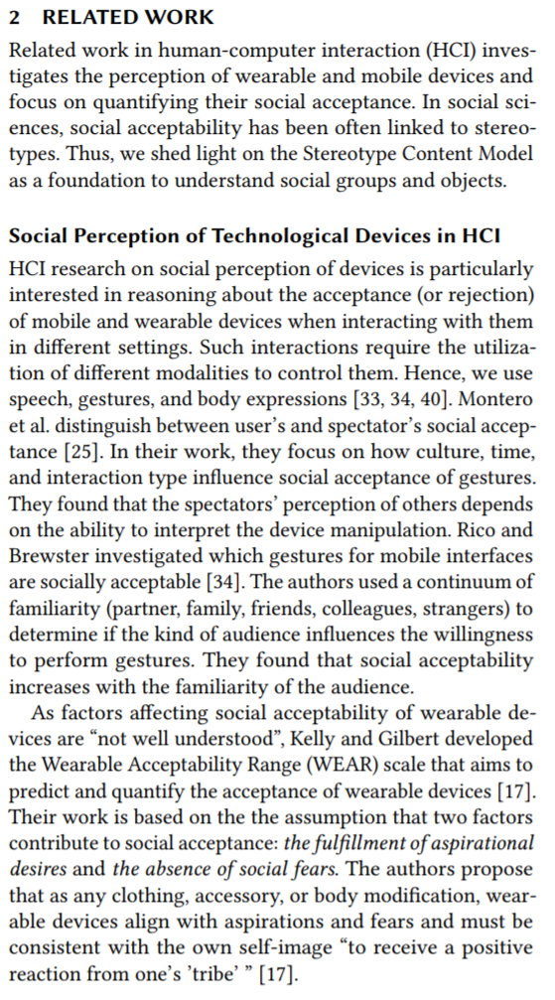 2 RELATED WORK
Related work in human-computer interaction (HCI) inves-
tigates the perception of wearable and mobile devices and
focus on quantifying their social acceptance. In social sci-
ences, social acceptability has been often linked to stereo-
types. Thus, we shed light on the Stereotype Content Model
as a foundation to understand social groups and objects.
Social Perception of Technological Devices in HCI
HCI research on social perception of devices is particularly
interested in reasoning about the acceptance (or rejection)
of mobile and wearable devices when interacting with them
in different settings. Such interactions require the utiliza-
tion of different modalities to control them. Hence, we use
speech, gestures, and body expressions [33, 34, 40]. Montero
et al. distinguish between user's and spectator's social accep-
tance [25]. In their work, they focus on how culture, time,
and interaction type influence social acceptance of gestures.
They found that the spectators' perception of others depends
on the ability to interpret the device manipulation. Rico and
Brewster investigated which gestures for mobile interfaces
are socially acceptable [34]. The authors used a continuum of
familiarity (partner, family, friends, colleagues, strangers) to
determine if the kind of audience influences the willingness
to perform gestures. They found that social acceptability
increases with the familiarity of the audience.
As factors affecting social acceptability of wearable de-
vices are “not well understood”, Kelly and Gilbert developed
the Wearable Acceptability Range (WEAR) scale that aims to
predict and quantify the acceptance of wearable devices [17].
Their work is based on the the assumption that two factors
contribute to social acceptance: the fulfillment of aspirational
desires and the absence of social fears. The authors propose
that as any clothing, accessory, or body modification, wear-
able devices align with aspirations and fears and must be
consistent with the own self-image “to receive a positive
reaction from one's 'tribe' ” [17].